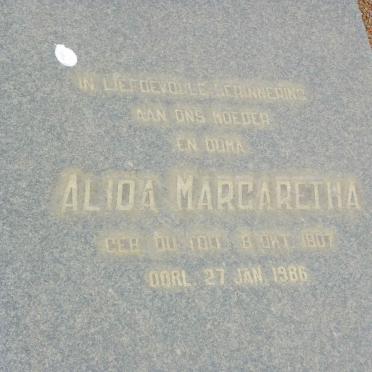 IN LIEFDEVOLLE HERINNERING
AAN ONS MOEDER
EN OUMA
ALIDA MARGARETHA
GEB. DU TOIT 8 OKT. 1907
OORL. 27 JAN. 1986